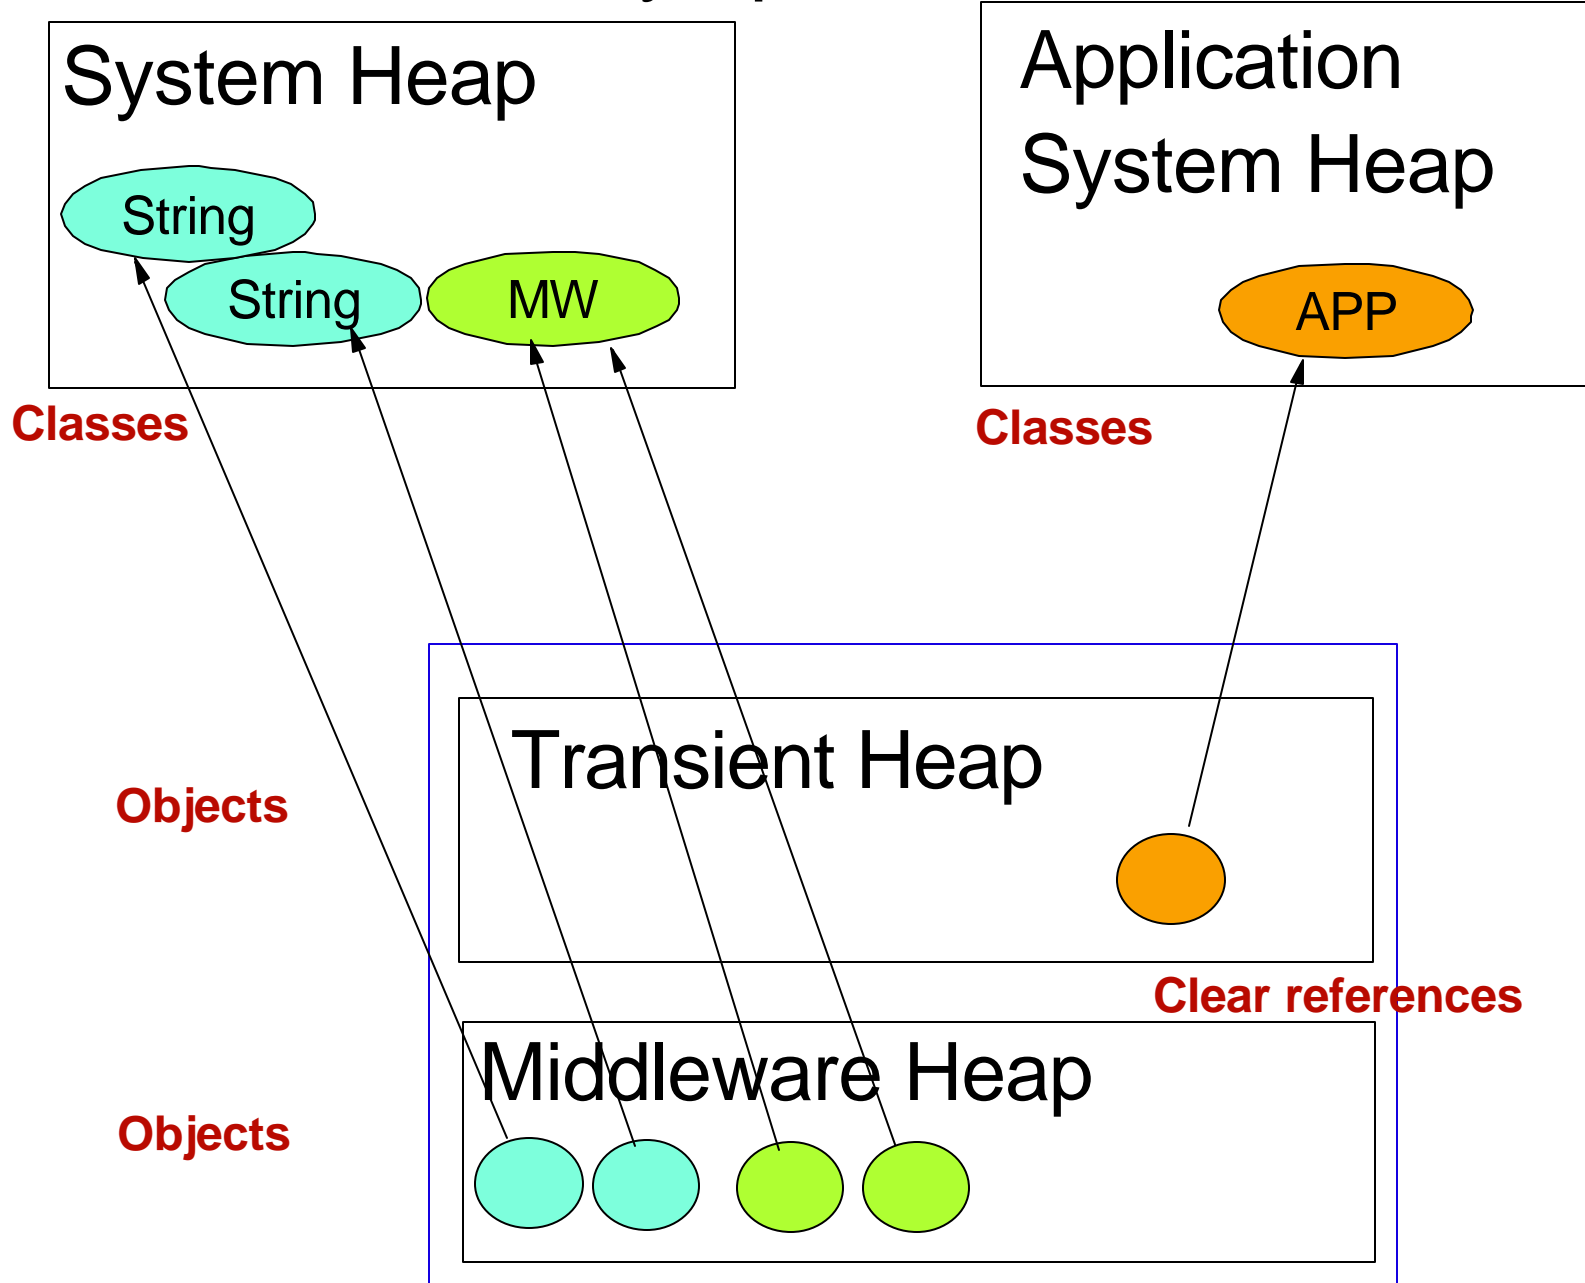 System Heap
Application
System Heap
String
String
MW
APP
Classes
Classes
Transient Heap
Objects
Clear references
Middleware Heap
Objects